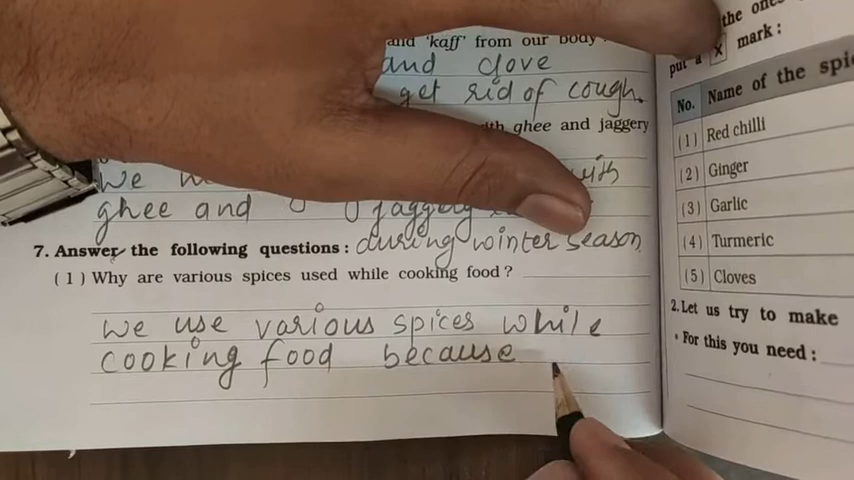 and 'kaff' from our body
and clove
get rid of cough.
ghee and jaggery
we
ghee and jaggery
7. Answer the following questions : during winter season
( 1 ) Why are various spices used while cooking food ?
we use various spices while
cooking food because
the ones
put a x mark :
No. Name of the
(1) Red chilli
(2) Ginger
(3) Garlic
(4) Turmeric
(5) Cloves
2. Let us try to make
• For this you need :